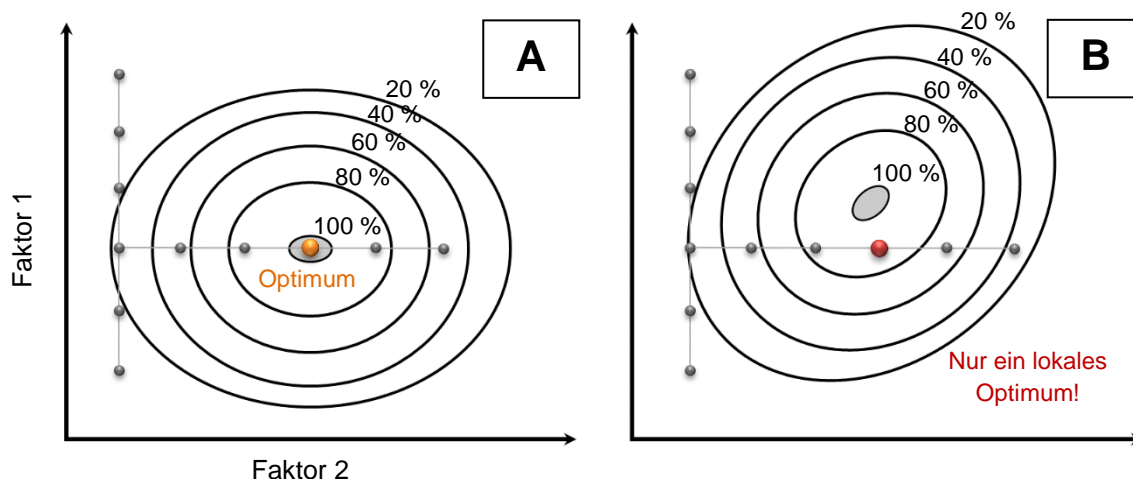 A
20 %
40 %
60 %
80 %
100 %
Optimum
Faktor 1
Faktor 2
B
20 %
40 %
60 %
80 %
100 %
Nur ein lokales
Optimum!